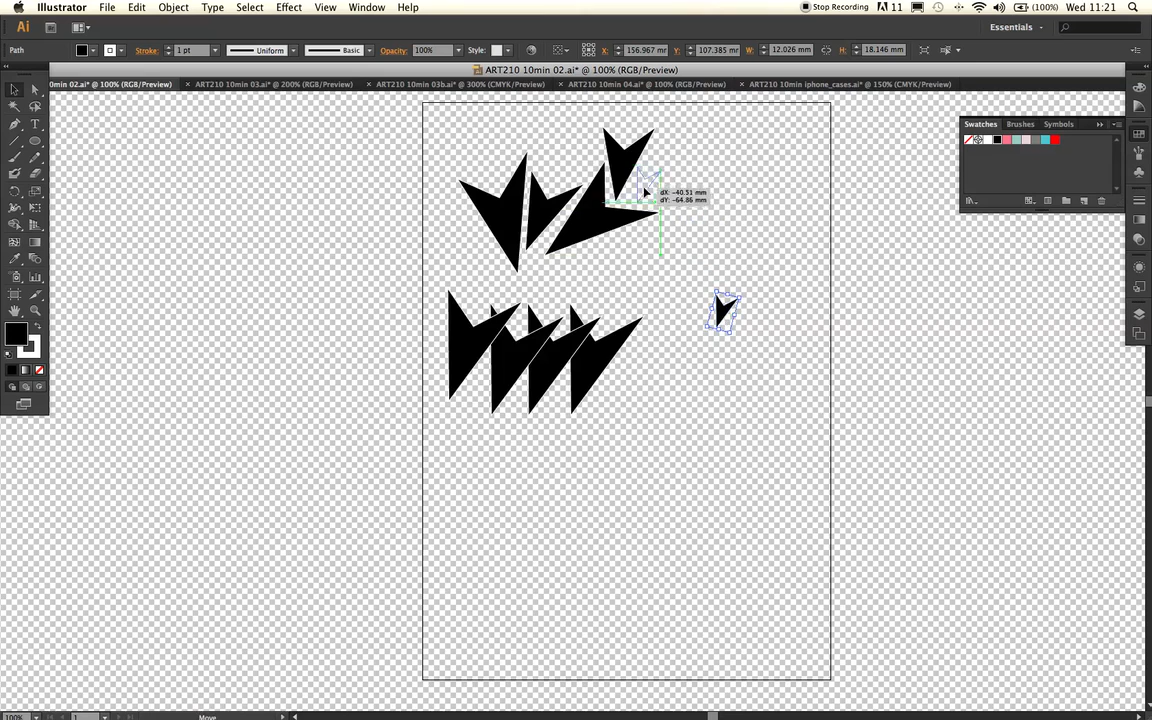 Illustrator File Edit Object Type Select Effect View Window Help Stop Recording 11 (100%) Wed 11:21
Ai Essentials
Path Stroke: 1 pt Uniform Basic Opacity: 100% Style: X: 156.967 mr Y: 107.385 mr W: 12.026 mm H: 18.146 mm
ART210 10min 02.ai* @ 100% (RGB/Preview)
0min 02.ai* @ 100% (RGB/Preview) × ART210 10min 03.ai* @ 200% (RGB/Preview) × ART210 10min 03b.ai* @ 300% (CMYK/Preview) × ART210 10min 04.ai* @ 100% (RGB/Preview) × ART210 10min iphone_cases.ai* @ 150% (CMYK/Preview)
Swatches Brushes Symbols
dX: -40.31 mm
dY: -64.86 mm
100% 1 Move